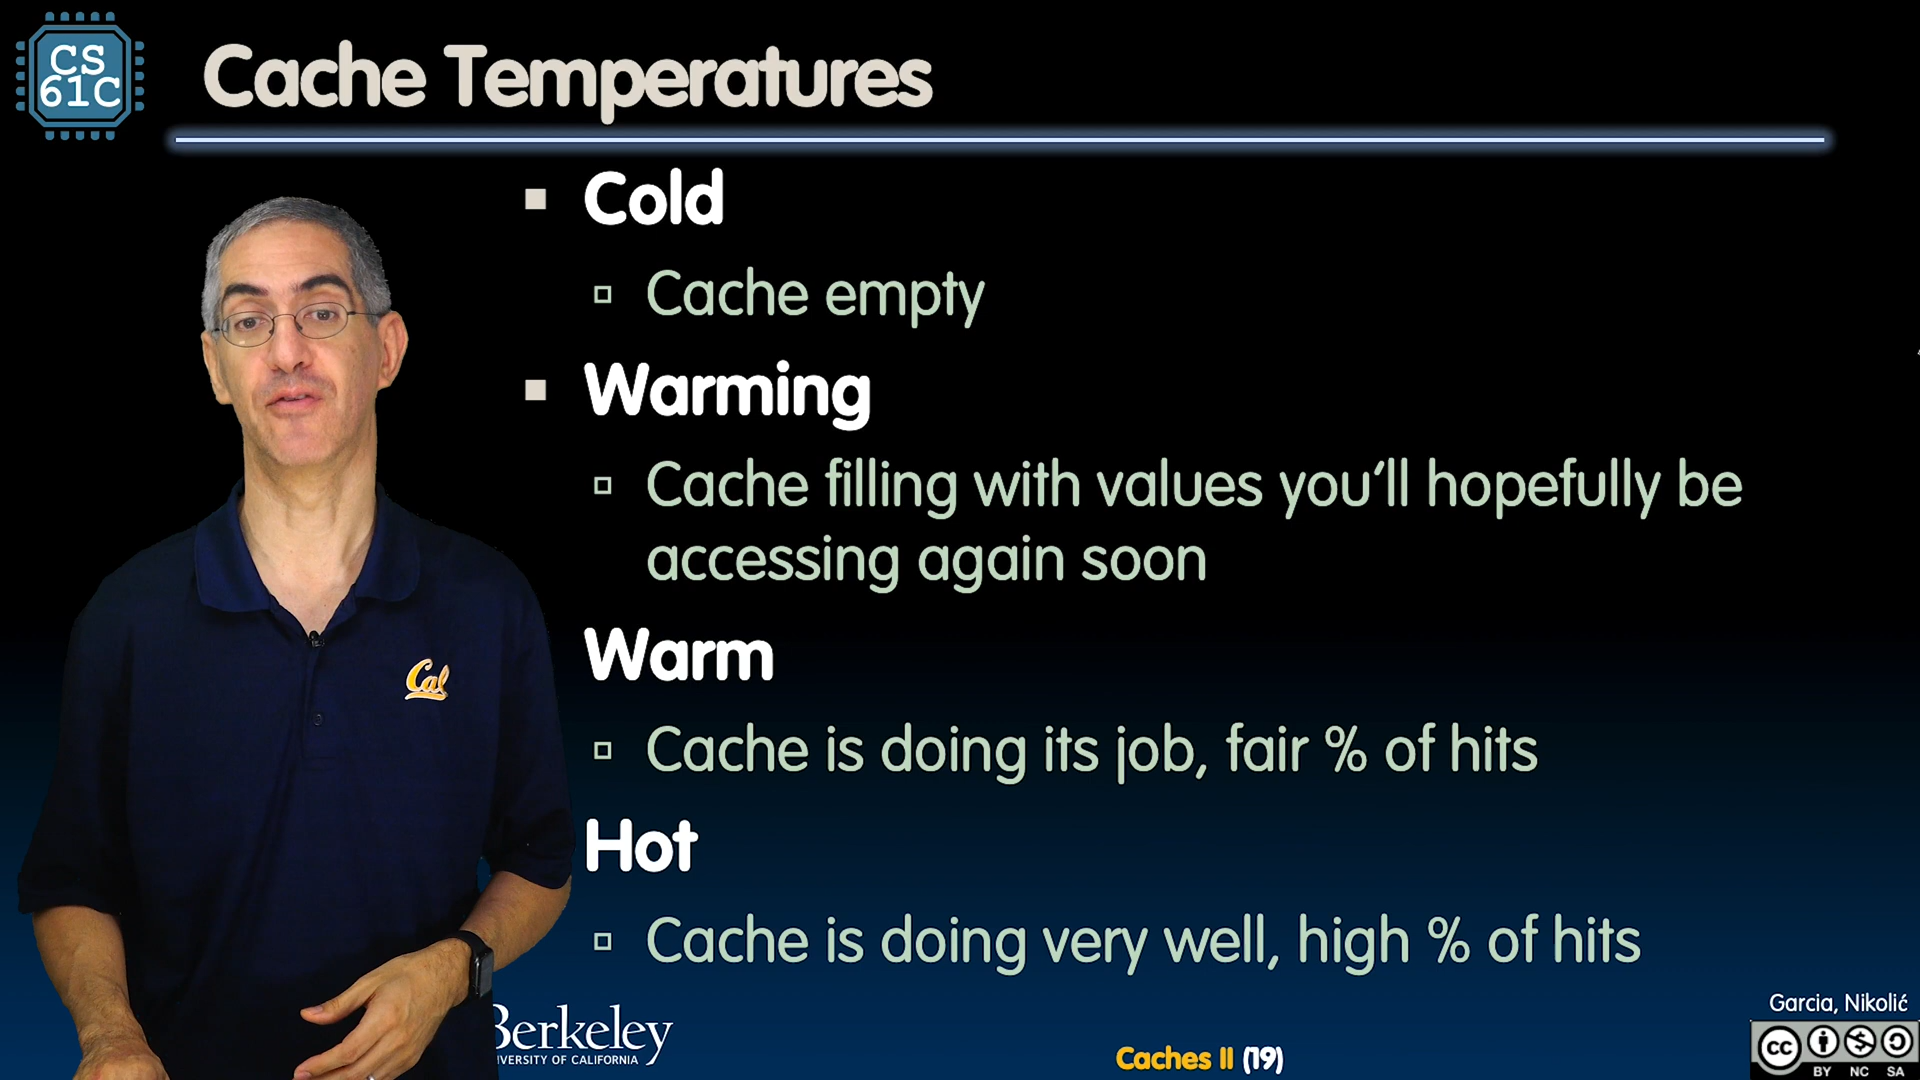 CS
61C
Cache Temperatures
Cold
Cache empty
Warming
Cache filling with values you'll hopefully be
accessing again soon
Warm
Cache is doing its job, fair % of hits
Hot
Cache is doing very well, high % of hits
Cal
Berkeley
UNIVERSITY OF CALIFORNIA
Caches II (19)
Garcia, Nikolić
cc
BY NC SA